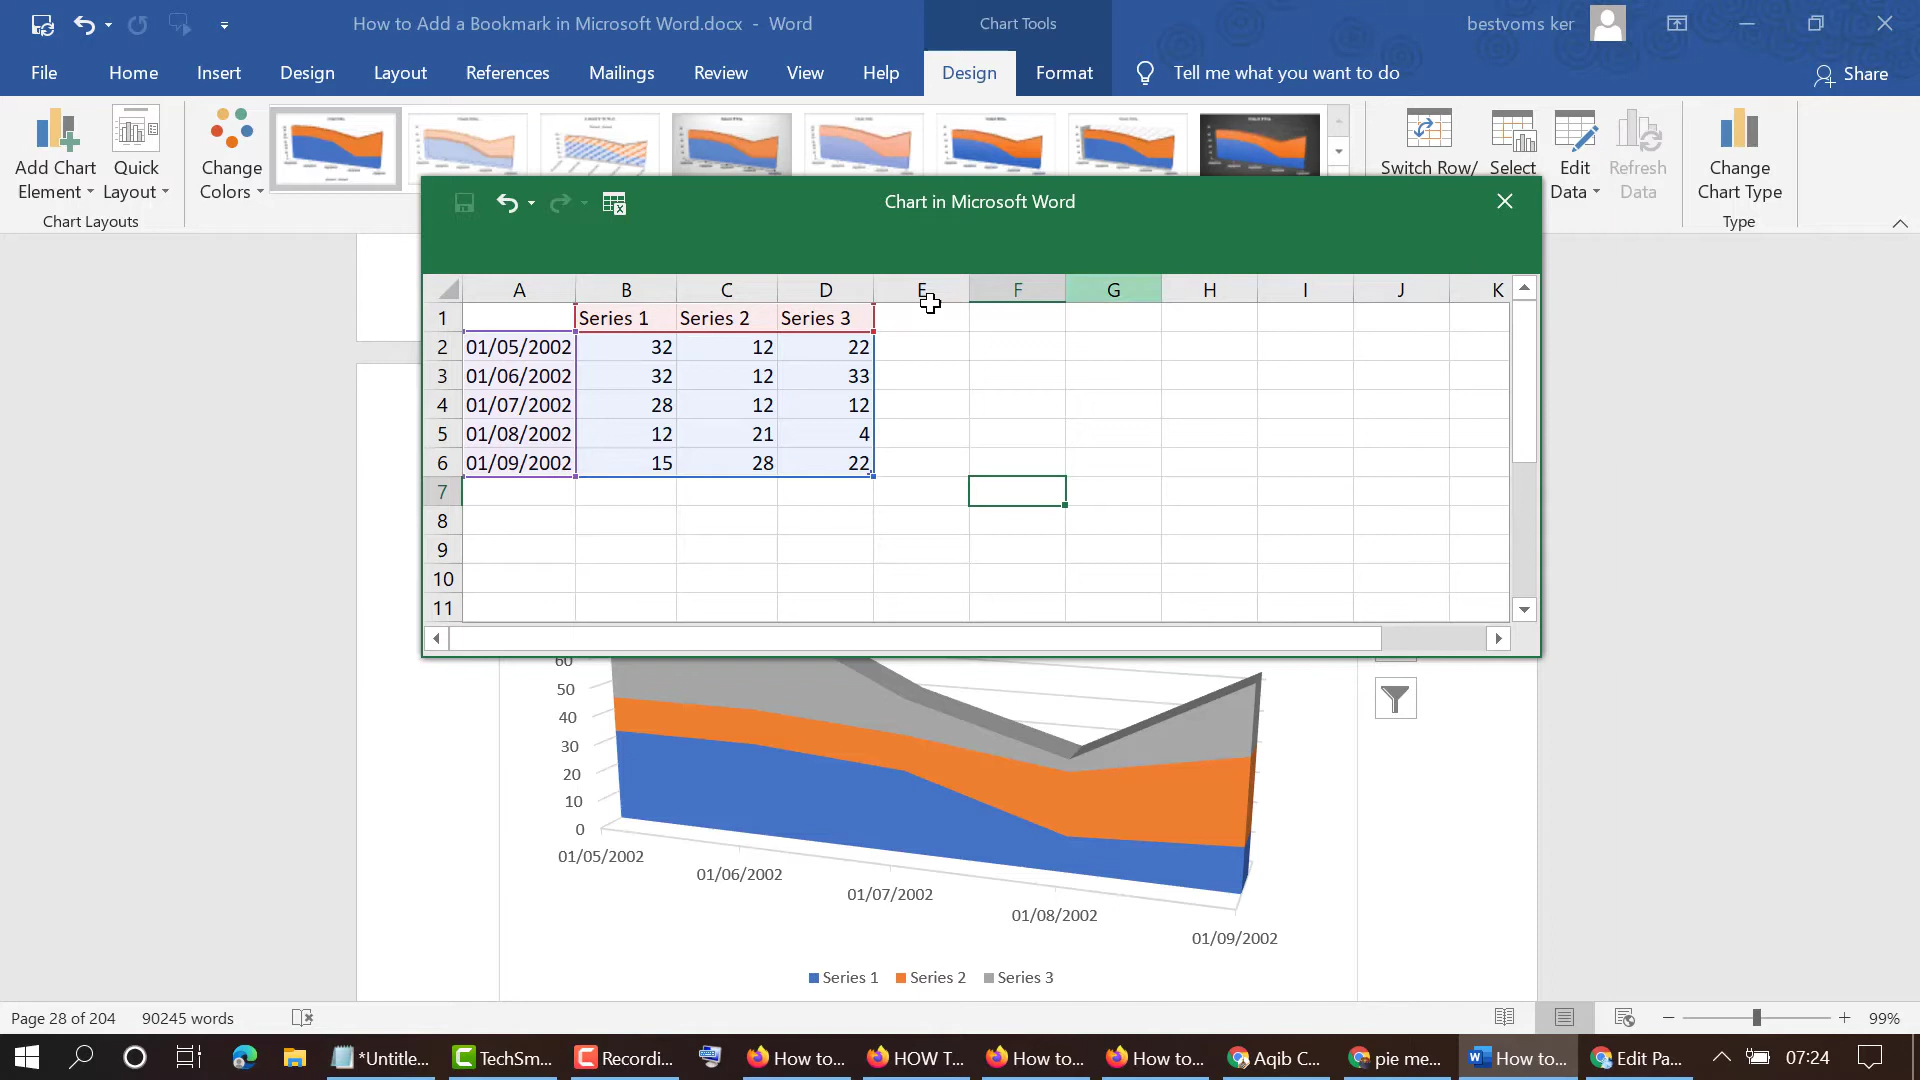 How to Add a Bookmark in Microsoft Word.docx - Word
Chart Tools
bestvoms ker
File Home Insert Design Layout References Mailings Review View Help Design Format Tell me what you want to do Share
Add Chart Element
Quick Layout
Chart Layouts
Change Colors
Switch Row/
Select
Edit Data
Refresh Data
Change Chart Type
Type
Chart in Microsoft Word
A B C D E F G H I J K
1 Series 1 Series 2 Series 3
2 01/05/2002 32 12 22
3 01/06/2002 32 12 33
4 01/07/2002 28 12 12
5 01/08/2002 12 21 4
6 01/09/2002 15 28 22
7
8
9
10
11
60
50
40
30
20
10
0
01/05/2002
01/06/2002
01/07/2002
01/08/2002
01/09/2002
Series 1 Series 2 Series 3
Page 28 of 204 90245 words 99%
*Untitle... TechSm... Recordi... How to... HOW T... How to... How to... Aqib C... pie me... How to... Edit Pa... 07:24